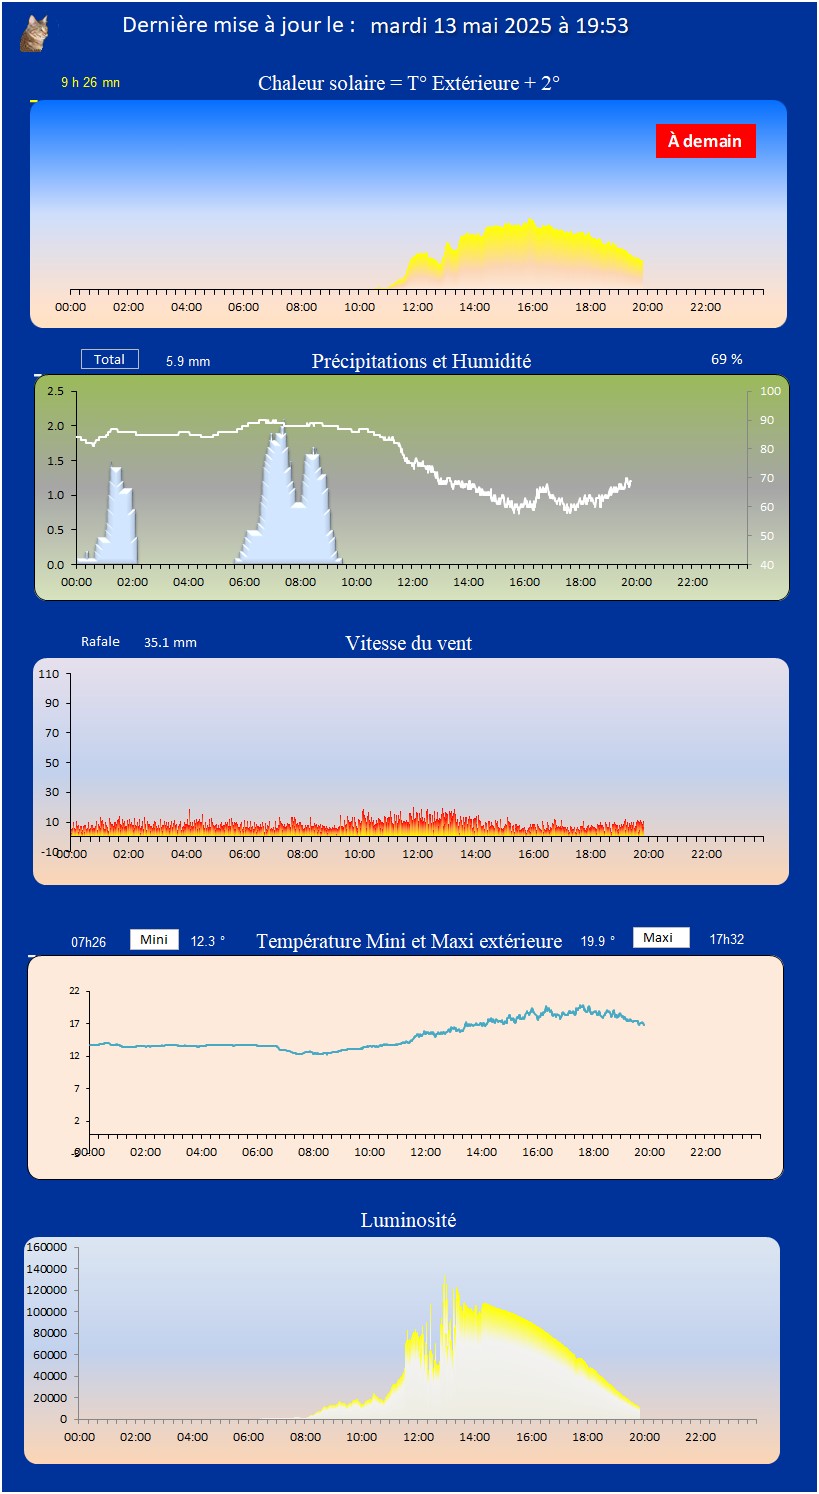 Dernière mise à jour le : mardi 13 mai 2025 à 19:53
9 h 26 mn Chaleur solaire = T° Extérieure + 2°
À demain
00:00 02:00 04:00 06:00 08:00 10:00 12:00 14:00 16:00 18:00 20:00 22:00
Total 5.9 mm Précipitations et Humidité 69 %
2.5 100
90
2.0
80
1.5
70
1.0
60
0.5
50
0.0 40
00:00 02:00 04:00 06:00 08:00 10:00 12:00 14:00 16:00 18:00 20:00 22:00
Rafale 35.1 mm Vitesse du vent
110
90
70
50
30
10
-10
00:00 02:00 04:00 06:00 08:00 10:00 12:00 14:00 16:00 18:00 20:00 22:00
07h26 Mini 12.3 ° Température Mini et Maxi extérieure 19.9 ° Maxi 17h32
22
17
12
7
2
00:00 02:00 04:00 06:00 08:00 10:00 12:00 14:00 16:00 18:00 20:00 22:00
Luminosité
160000
140000
120000
100000
80000
60000
40000
20000
0
00:00 02:00 04:00 06:00 08:00 10:00 12:00 14:00 16:00 18:00 20:00 22:00